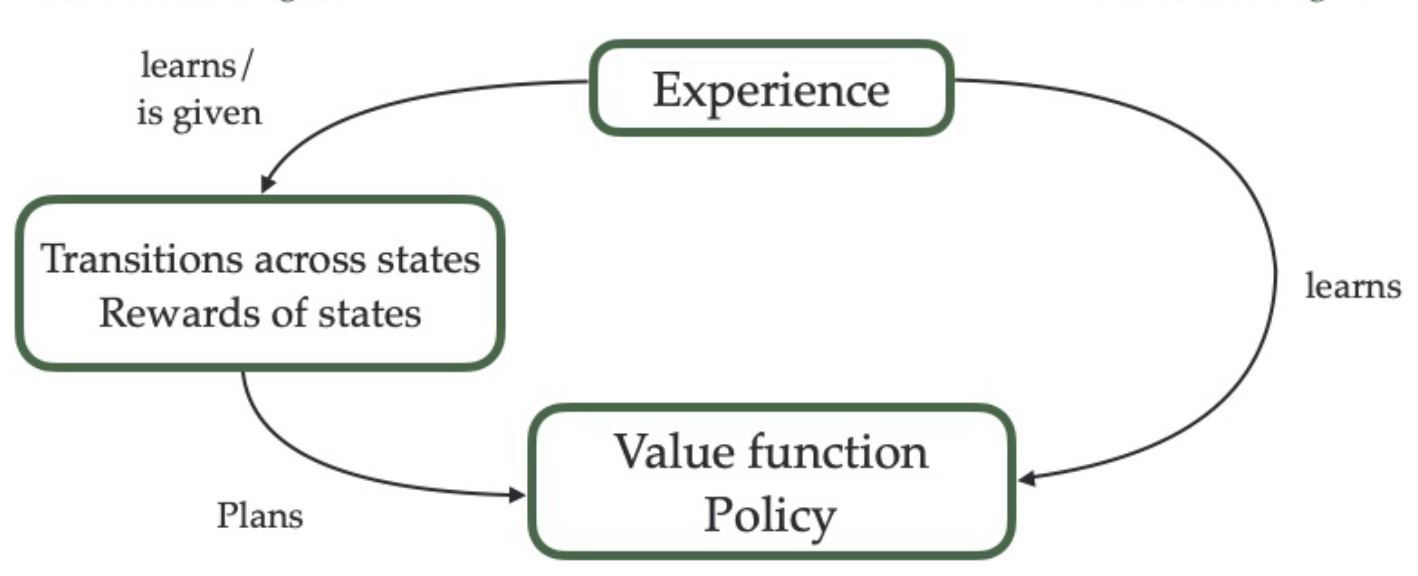 learns/
is given
Experience
Transitions across states
Rewards of states
learns
Plans
Value function
Policy